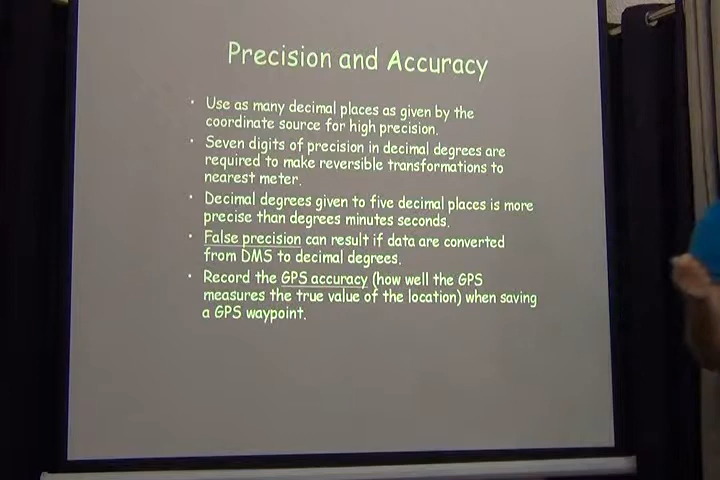 Precision and Accuracy
• Use as many decimal places as given by the
coordinate source for high precision.
• Seven digits of precision in decimal degrees are
required to make reversible transformations to
nearest meter.
• Decimal degrees given to five decimal places is more
precise than degrees minutes seconds.
• False precision can result if data are converted
from DMS to decimal degrees.
• Record the GPS accuracy (how well the GPS
measures the true value of the location) when saving
a GPS waypoint.